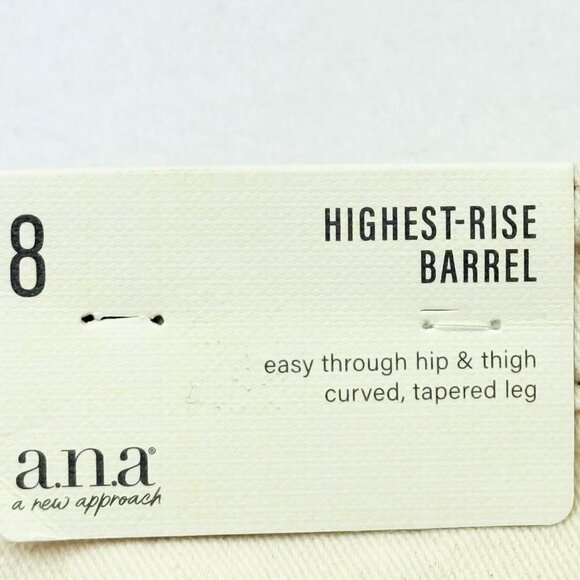 8
HIGHEST-RISE
BARREL
easy through hip & thigh
curved, tapered leg
a.n.a®
a new approach